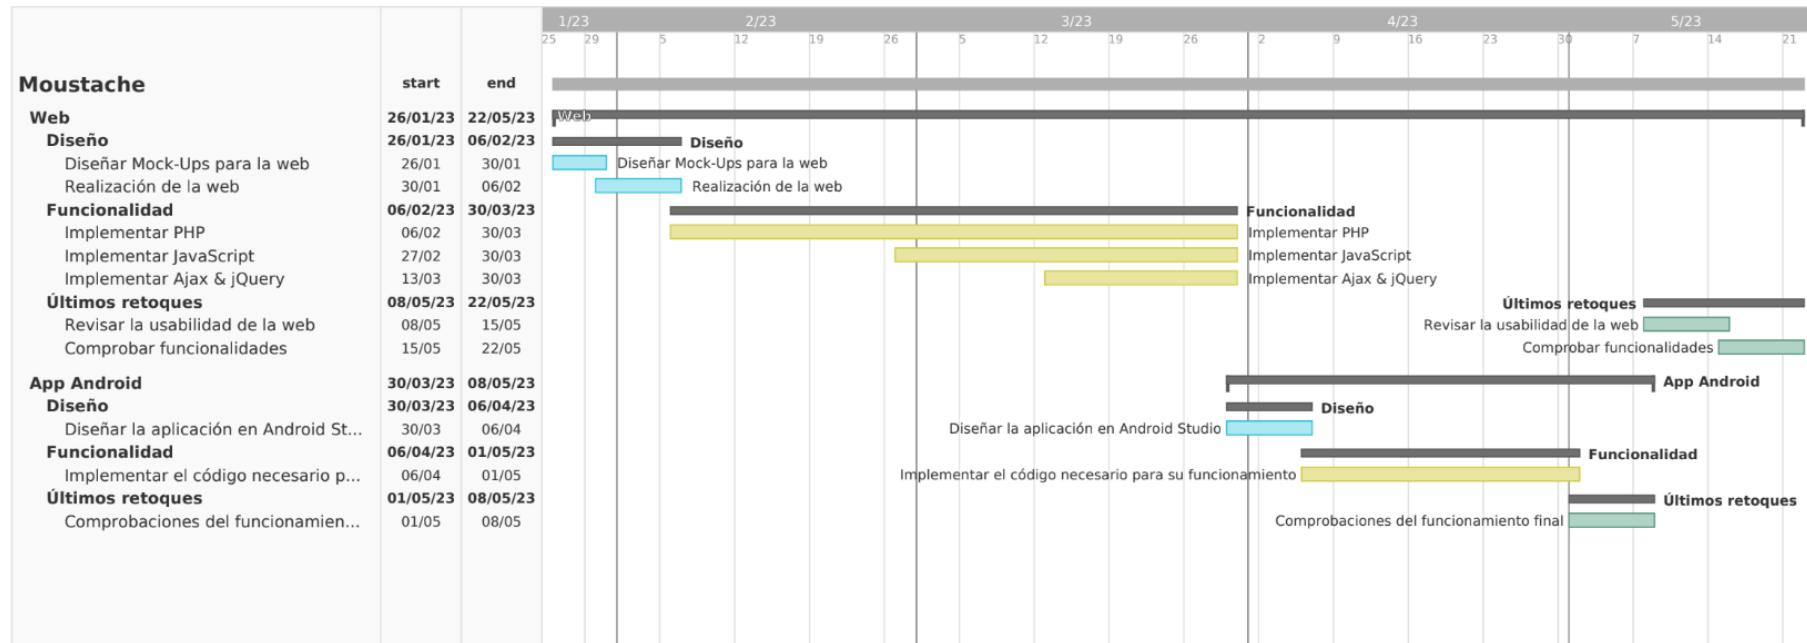 1/23 2/23 3/23 4/23 5/23
25 29 5 12 19 26 5 12 19 26 2 9 16 23 30 7 14 21
Moustache start end
Web 26/01/23 22/05/23 Web
Diseño 26/01/23 06/02/23 Diseño
Diseñar Mock-Ups para la web 26/01 30/01 Diseñar Mock-Ups para la web
Realización de la web 30/01 06/02 Realización de la web
Funcionalidad 06/02/23 30/03/23 Funcionalidad
Implementar PHP 06/02 30/03 Implementar PHP
Implementar JavaScript 27/02 30/03 Implementar JavaScript
Implementar Ajax & jQuery 13/03 30/03 Implementar Ajax & jQuery
Últimos retoques 08/05/23 22/05/23 Últimos retoques
Revisar la usabilidad de la web 08/05 15/05 Revisar la usabilidad de la web
Comprobar funcionalidades 15/05 22/05 Comprobar funcionalidades
App Android 30/03/23 08/05/23 App Android
Diseño 30/03/23 06/04/23 Diseño
Diseñar la aplicación en Android St... 30/03 06/04 Diseñar la aplicación en Android Studio
Funcionalidad 06/04/23 01/05/23 Funcionalidad
Implementar el código necesario p... 06/04 01/05 Implementar el código necesario para su funcionamiento
Últimos retoques 01/05/23 08/05/23 Últimos retoques
Comprobaciones del funcionamien... 01/05 08/05 Comprobaciones del funcionamiento final